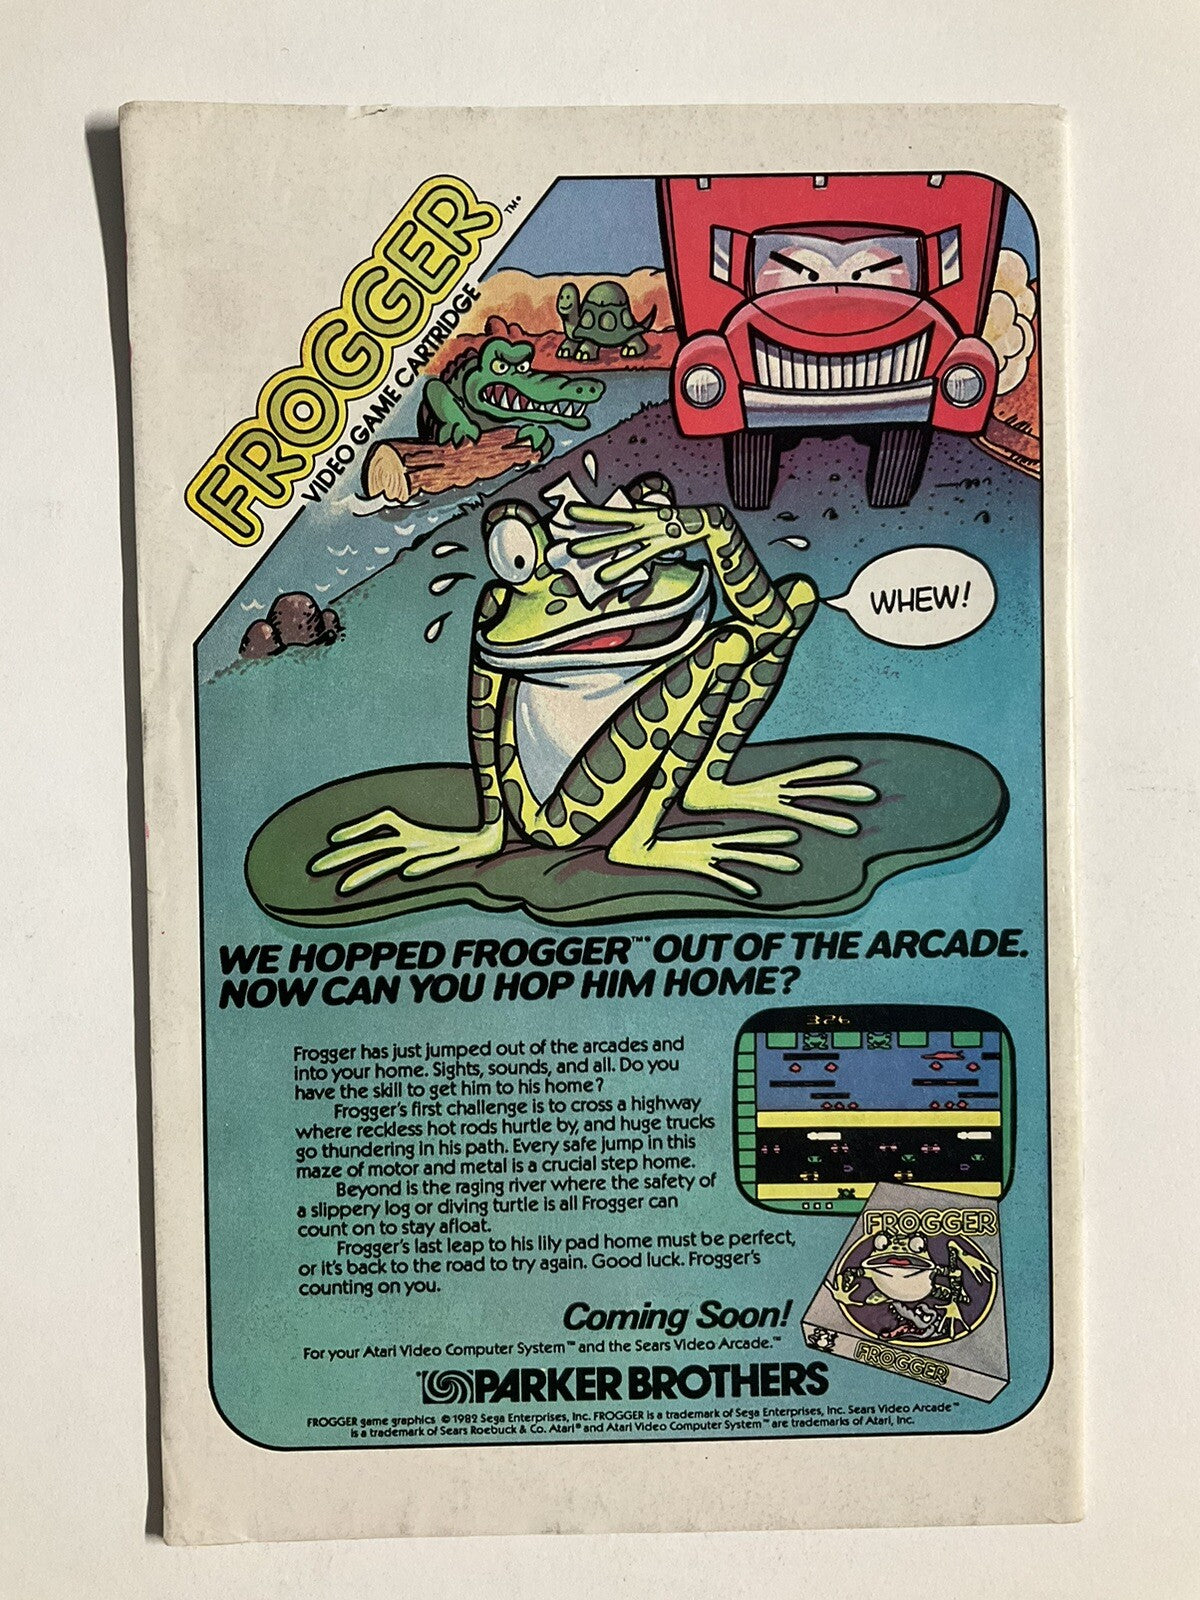 FROGGER™
VIDEO GAME CARTRIDGE
WHEW!
WE HOPPED FROGGER™ OUT OF THE ARCADE.
NOW CAN YOU HOP HIM HOME?
326
Frogger has just jumped out of the arcades and
into your home. Sights, sounds, and all. Do you
have the skill to get him to his home?
Frogger's first challenge is to cross a highway
where reckless hot rods hurtle by, and huge trucks
go thundering in his path. Every safe jump in this
maze of motor and metal is a crucial step home.
Beyond is the raging river where the safety of
a slippery log or diving turtle is all Frogger can
count on to stay afloat.
Frogger's last leap to his lily pad home must be perfect,
or it's back to the road to try again. Good luck. Frogger's
counting on you.
FROGGER
FROGGER
Coming Soon!
For your Atari Video Computer System™ and the Sears Video Arcade.™
PARKER BROTHERS
FROGGER game graphics © 1982 Sega Enterprises, Inc. FROGGER is a trademark of Sega Enterprises, Inc. Sears Video Arcade™
is a trademark of Sears Roebuck & Co. Atari® and Atari Video Computer System™ are trademarks of Atari, Inc.